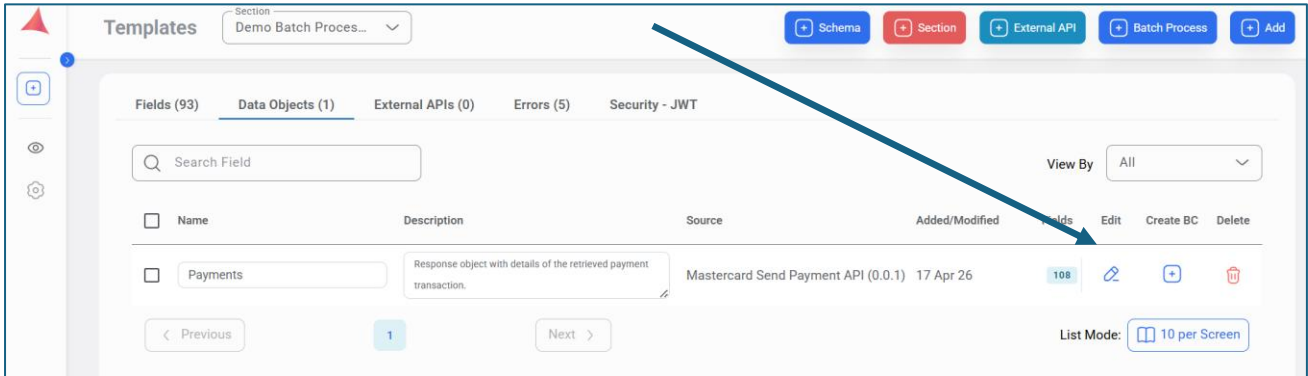 Templates
Section
Demo Batch Proces...
Schema
Section
External API
Batch Process
Add
Fields (93)
Data Objects (1)
External APIs (0)
Errors (5)
Security - JWT
Search Field
View By
All
Name
Description
Source
Added/Modified
Fields
Edit
Create BC
Delete
Payments
Response object with details of the retrieved payment
transaction.
Mastercard Send Payment API (0.0.1)
17 Apr 26
108
Previous
1
Next
List Mode:
10 per Screen